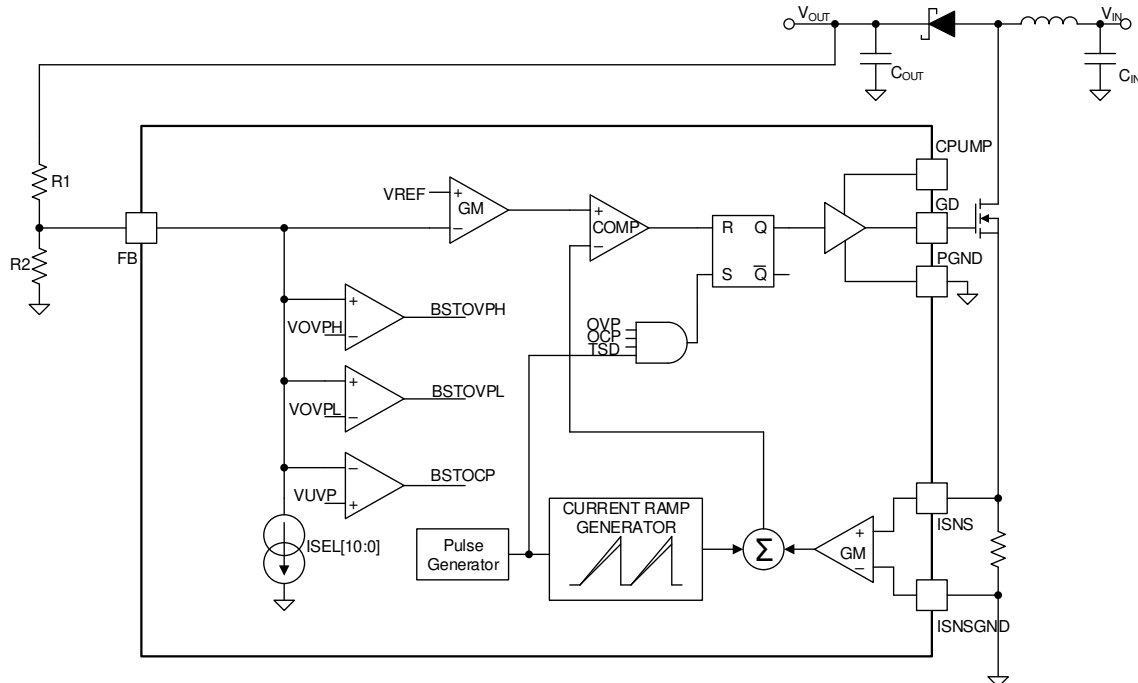 VOUT
VIN
COUT
CIN
CPUMP
R1
VREF
+
GM
−
+
COMP
−
R
Q
S
Q
GD
FB
R2
PGND
+
VOVPH
−
BSTOVPH
OVP
OCP
TSD
+
VOVPL
−
BSTOVPL
−
VUVP
+
BSTOCP
ISEL[10:0]
Pulse
Generator
CURRENT RAMP
GENERATOR
Σ
+
GM
−
ISNS
ISNSGND